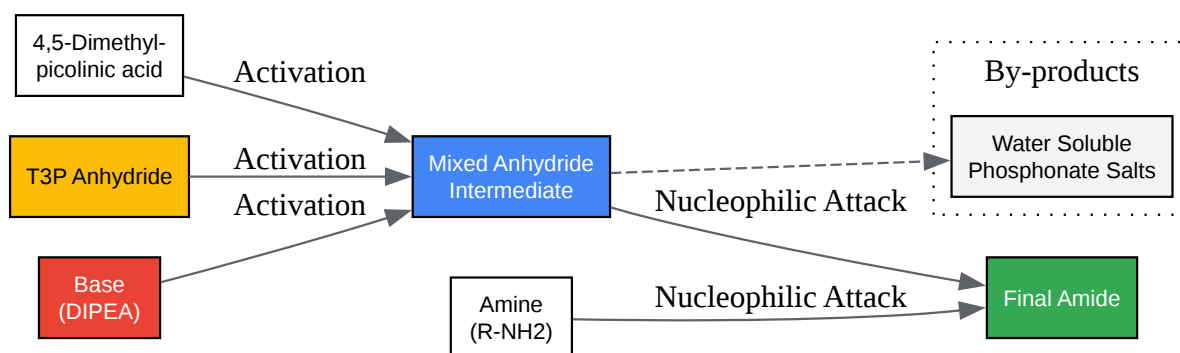 4,5-Dimethyl-
picolinic acid
Activation
By-products
T3P Anhydride
Activation
Mixed Anhydride
Intermediate
Water Soluble
Phosphonate Salts
Activation
Nucleophilic Attack
Base
(DIPEA)
Amine
(R-NH2)
Nucleophilic Attack
Final Amide